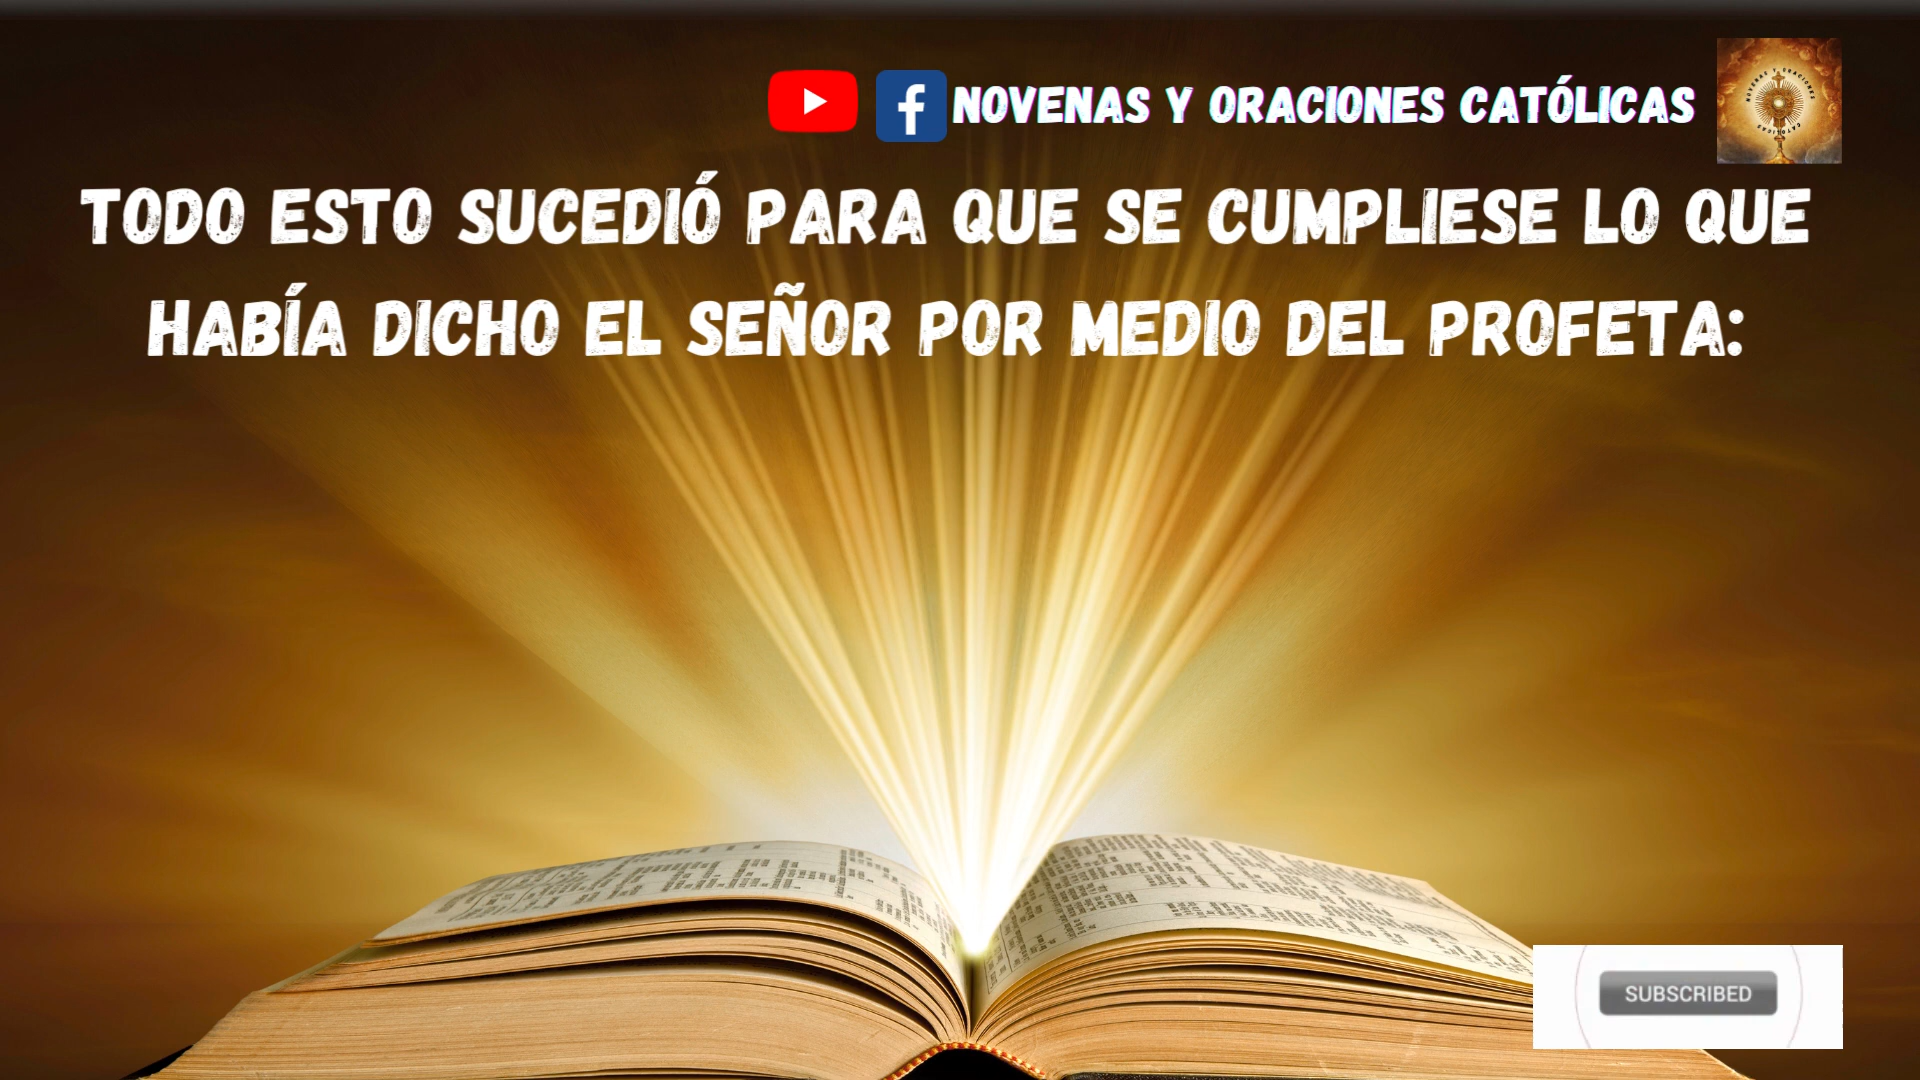 NOVENAS Y ORACIONES CATÓLICAS
TODO ESTO SUCEDIÓ PARA QUE SE CUMPLIESE LO QUE
HABÍA DICHO EL SEÑOR POR MEDIO DEL PROFETA:
SUBSCRIBED